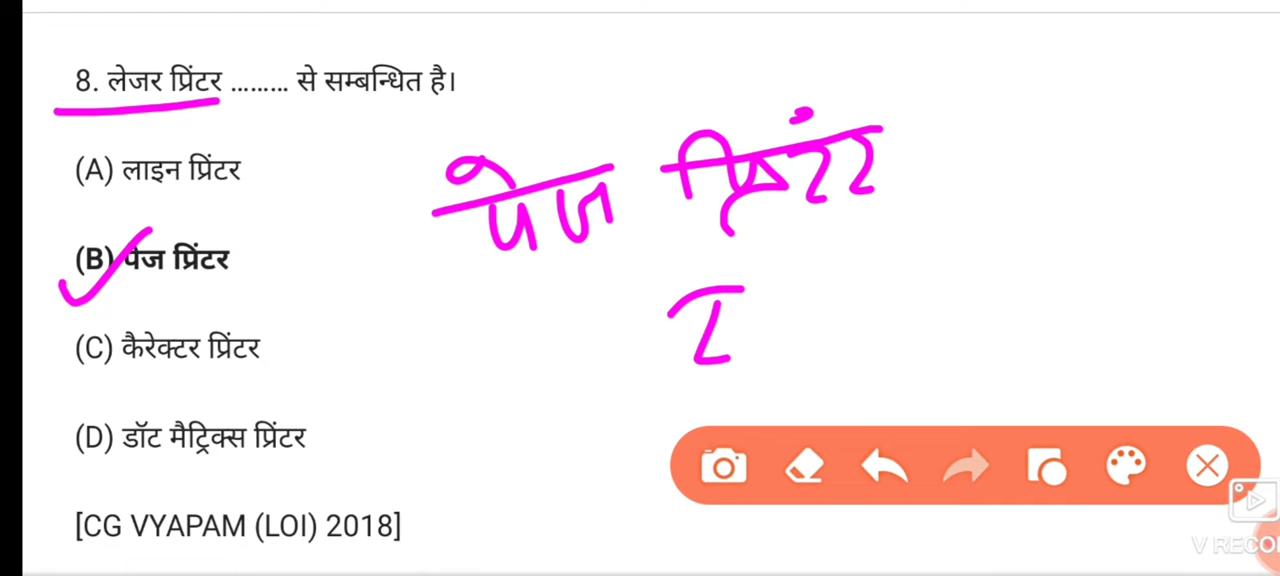 8. लेजर प्रिंटर ......... से सम्बन्धित है।
(A) लाइन प्रिंटर
पेज प्रिंटर
(B) पेज प्रिंटर
(C) कैरेक्टर प्रिंटर
(D) डॉट मैट्रिक्स प्रिंटर
[CG VYAPAM (LOI) 2018]